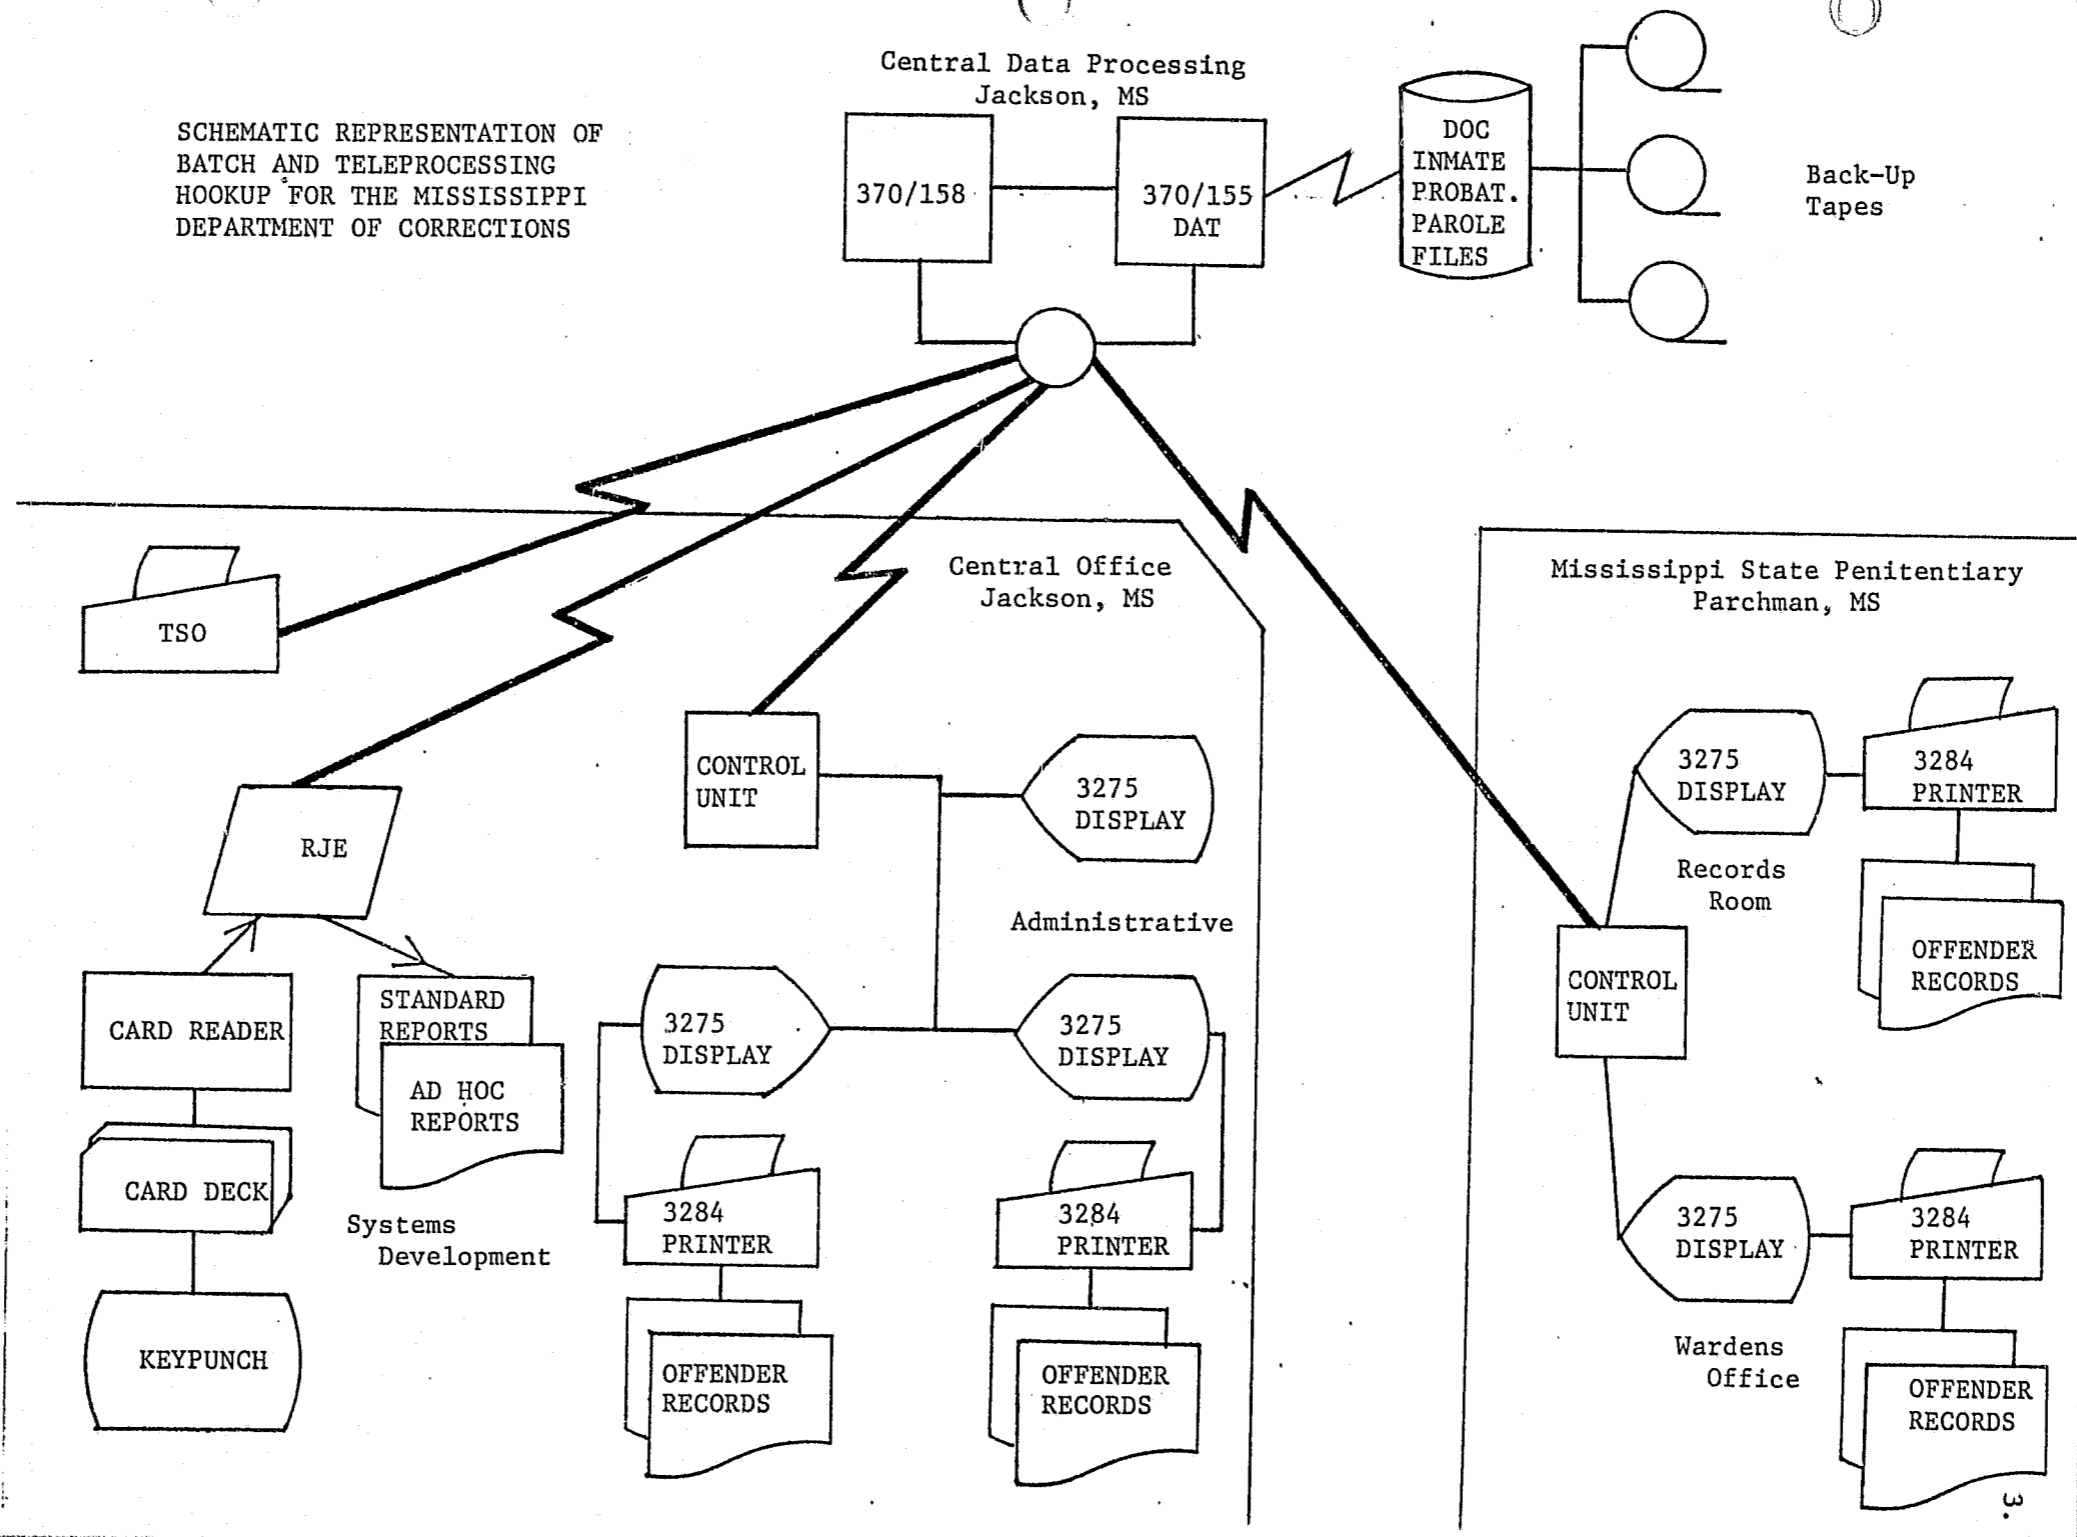 Central Data Processing
Jackson, MS
SCHEMATIC REPRESENTATION OF
BATCH AND TELEPROCESSING
HOOKUP FOR THE MISSISSIPPI
DEPARTMENT OF CORRECTIONS
370/158
370/155
DAT
DOC
INMATE
PROBAT.
PAROLE
FILES
Back-Up
Tapes
Central Office
Jackson, MS
TSO
RJE
CARD READER
CARD DECK
KEYPUNCH
STANDARD
REPORTS
AD HOC
REPORTS
Systems
Development
CONTROL
UNIT
3275
DISPLAY
Administrative
3275
DISPLAY
3275
DISPLAY
3284
PRINTER
3284
PRINTER
OFFENDER
RECORDS
OFFENDER
RECORDS
Mississippi State Penitentiary
Parchman, MS
3275
DISPLAY
3284
PRINTER
Records
Room
OFFENDER
RECORDS
CONTROL
UNIT
3275
DISPLAY
3284
PRINTER
Wardens
Office
OFFENDER
RECORDS
3.